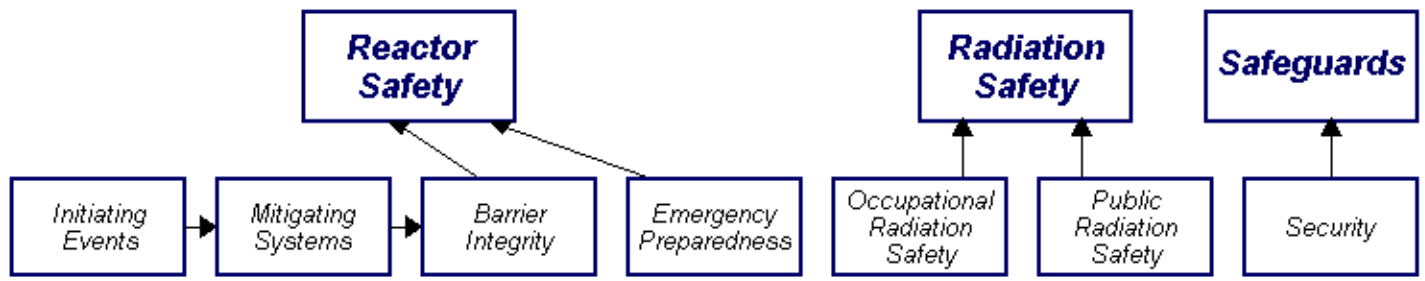 Reactor
Safety
Radiation
Safety
Safeguards
Initiating
Events
Mitigating
Systems
Barrier
Integrity
Emergency
Preparedness
Occupational
Radiation
Safety
Public
Radiation
Safety
Security